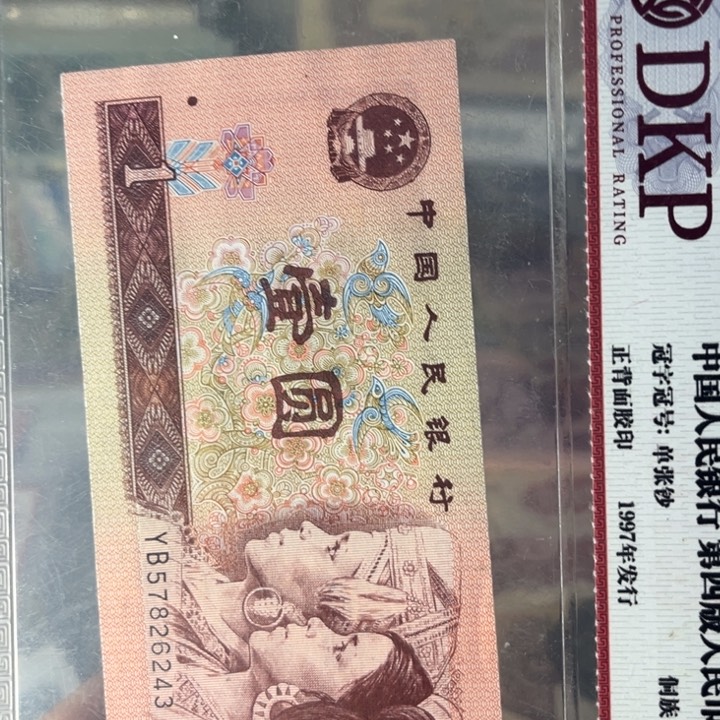 DKP
PROFESSIONAL RATING
中国人民银行 第四版人民币
冠字冠号: 单张钞
侗族
正背面胶印 1997年发行
中国人民银行
壹圆
1
YB57826243